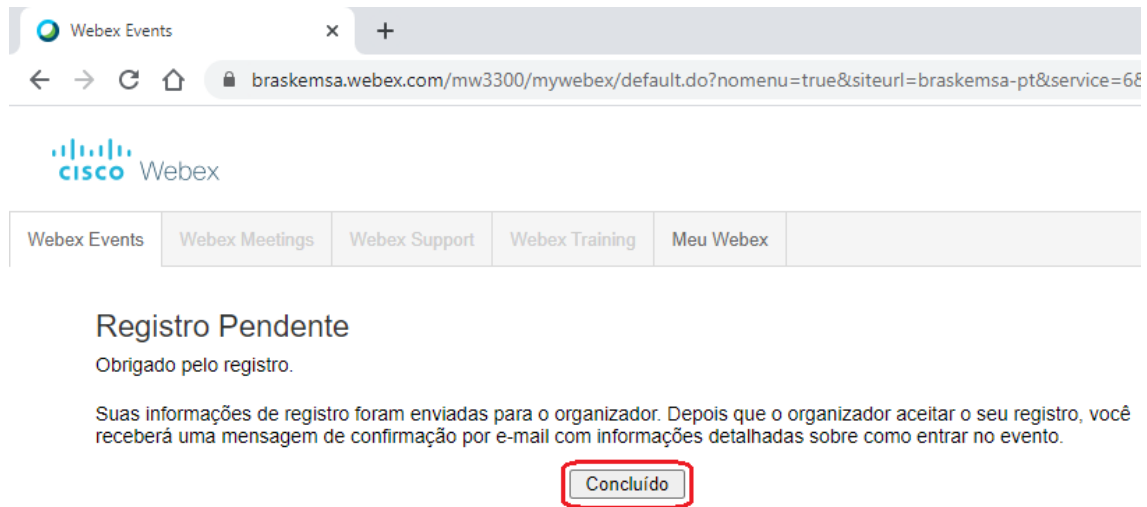 Webex Events
braskemsa.webex.com/mw3300/mywebex/default.do?nomenu=true&siteurl=braskemsa-pt&service=6&
cisco Webex
Webex Events Webex Meetings Webex Support Webex Training Meu Webex
Registro Pendente
Obrigado pelo registro.
Suas informações de registro foram enviadas para o organizador. Depois que o organizador aceitar o seu registro, você
receberá uma mensagem de confirmação por e-mail com informações detalhadas sobre como entrar no evento.
Concluído